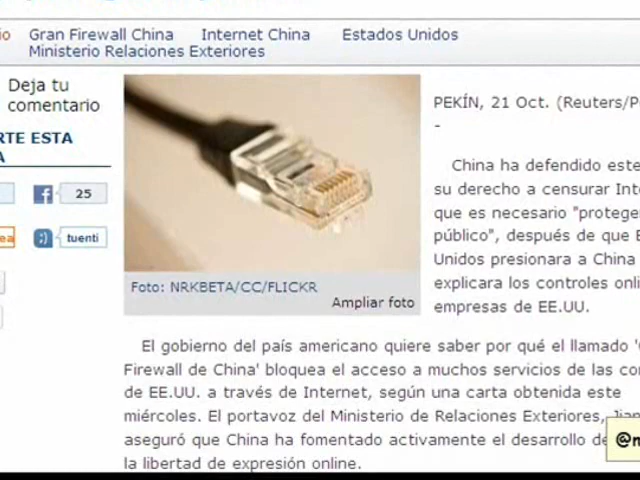 Gran Firewall China Internet China Estados Unidos
Ministerio Relaciones Exteriores
Deja tu
comentario
RTE ESTA
A
25
tuenti
Foto: NRKBETA/CC/FLICKR
Ampliar foto
PEKÍN, 21 Oct. (Reuters/
-
China ha defendido este
su derecho a censurar
que es necesario "proteger
público", después de que
Unidos presionara a China
explicara los controles
empresas de EE.UU.
El gobierno del país americano quiere saber por qué el llamado
Firewall de China' bloquea el acceso a muchos servicios de las
de EE.UU. a través de Internet, según una carta obtenida este
miércoles. El portavoz del Ministerio de Relaciones Exteriores,
aseguró que China ha fomentado activamente el desarrollo de
la libertad de expresión online.